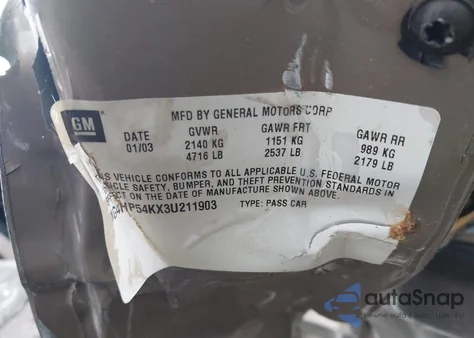 GM
MFD BY GENERAL MOTORS CORP
DATE GVWR GAWR FRT GAWR RR
01/03 2140 KG 1151 KG 989 KG
4716 LB 2537 LB 2179 LB
VEHICLE CONFORMS TO ALL APPLICABLE U.S. FEDERAL MOTOR
VEHICLE SAFETY, BUMPER, AND THEFT PREVENTION STANDARDS IN
EFFECT ON THE DATE OF MANUFACTURE SHOWN ABOVE.
HP54KX3U211903 TYPE: PASS CAR
autoSnap